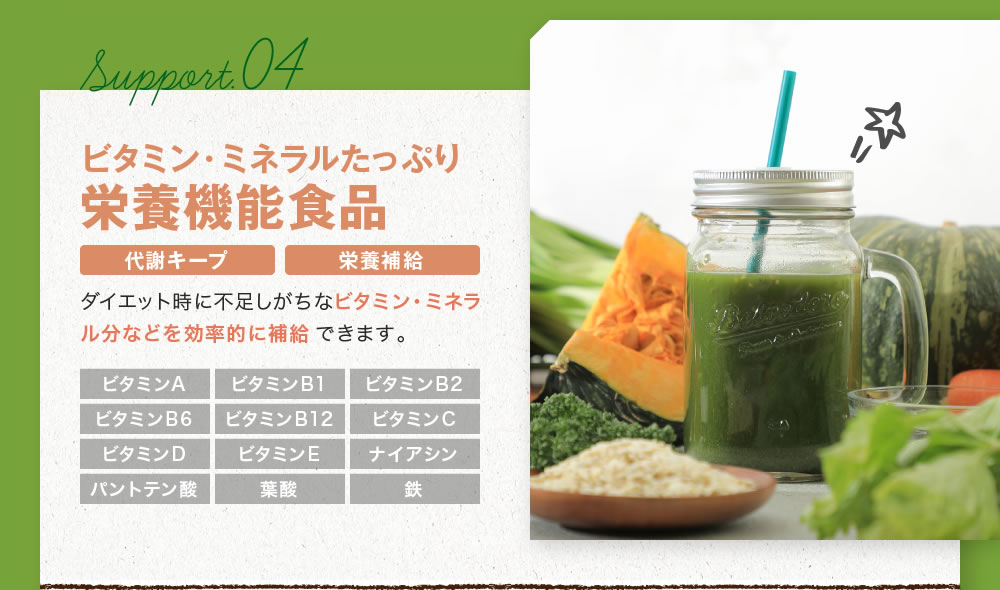 Support.04
ビタミン・ミネラルたっぷり
栄養機能食品
代謝キープ 栄養補給
ダイエット時に不足しがちなビタミン・ミネラ
ル分などを効率的に補給 できます。
ビタミンA ビタミンB1 ビタミンB2
ビタミンB6 ビタミンB12 ビタミンC
ビタミンD ビタミンE ナイアシン
パントテン酸 葉酸 鉄